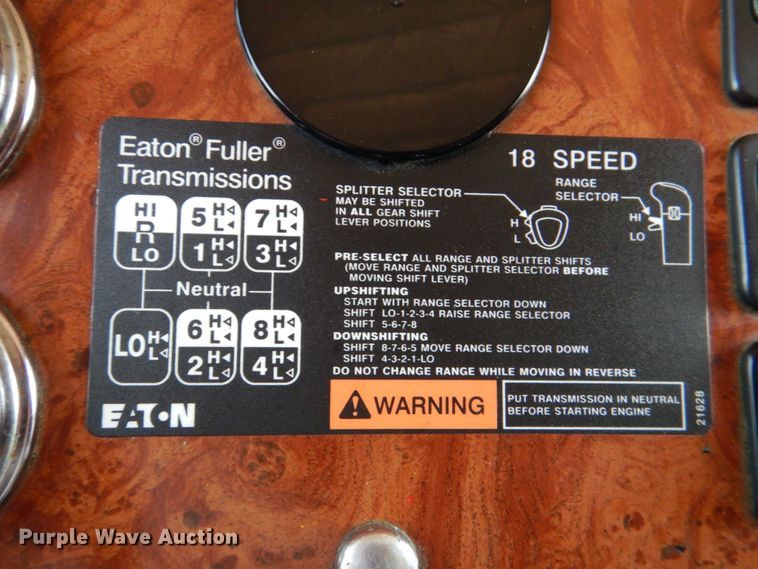 Eaton® Fuller®
Transmissions
18 SPEED
HI
R
LO
5 H L
1 H L
7 H L
3 H L
Neutral
LO H L
6 H L
2 H L
8 H L
4 H L
EATON
SPLITTER SELECTOR
MAY BE SHIFTED
IN ALL GEAR SHIFT
LEVER POSITIONS
H
L
RANGE
SELECTOR
HI
LO
PRE-SELECT ALL RANGE AND SPLITTER SHIFTS
(MOVE RANGE AND SPLITTER SELECTOR BEFORE
MOVING SHIFT LEVER)
UPSHIFTING
START WITH RANGE SELECTOR DOWN
SHIFT LO-1-2-3-4 RAISE RANGE SELECTOR
SHIFT 5-6-7-8
DOWNSHIFTING
SHIFT 8-7-6-5 MOVE RANGE SELECTOR DOWN
SHIFT 4-3-2-1-LO
DO NOT CHANGE RANGE WHILE MOVING IN REVERSE
WARNING
PUT TRANSMISSION IN NEUTRAL
BEFORE STARTING ENGINE
21628
Purple Wave Auction